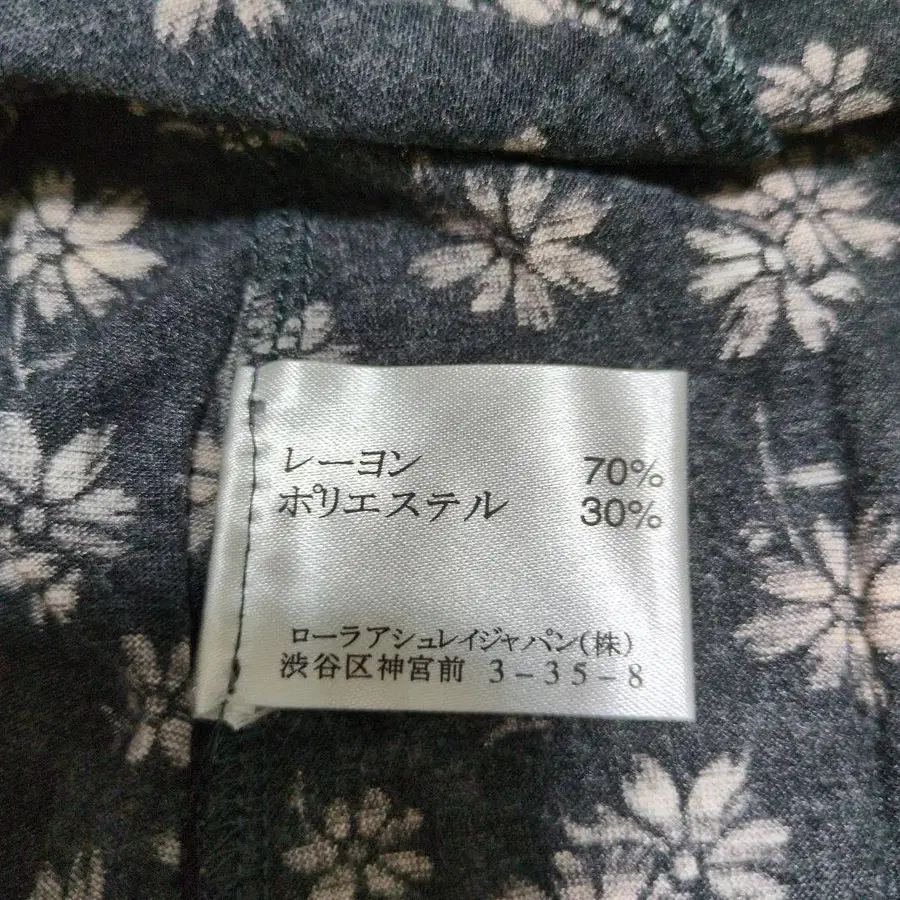 レーヨン 70%
ポリエステル 30%
ローラアシュレイジャパン(株)
渋谷区神宮前 3-35-8